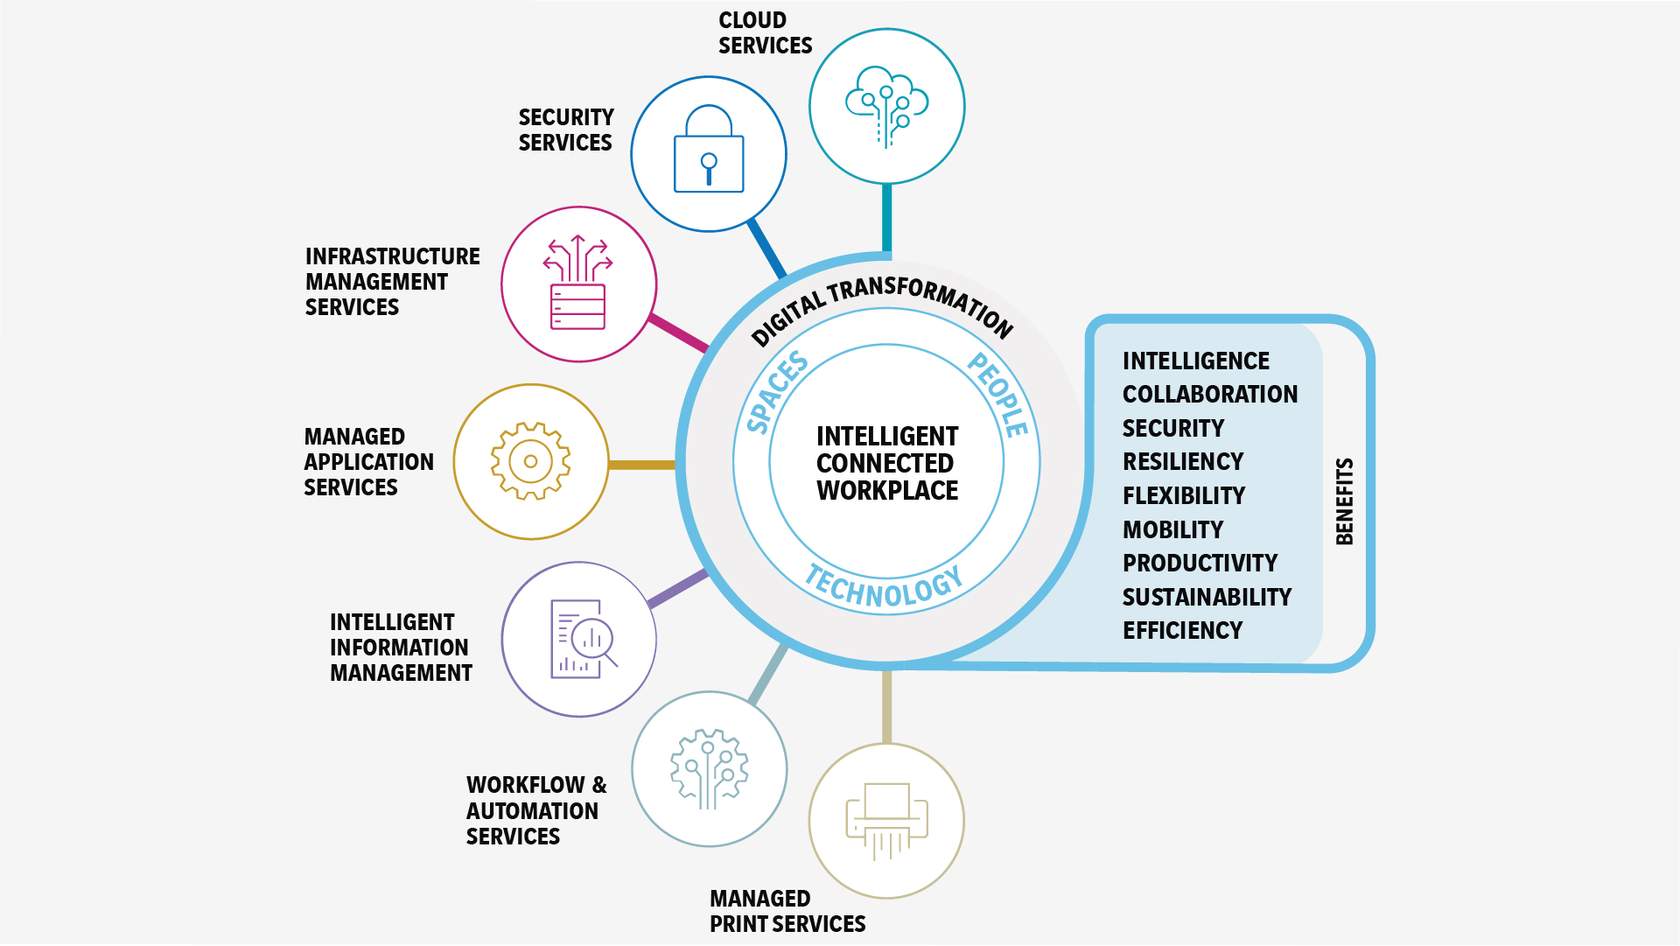 CLOUD
SERVICES
SECURITY
SERVICES
INFRASTRUCTURE
MANAGEMENT
SERVICES
MANAGED
APPLICATION
SERVICES
INTELLIGENT
INFORMATION
MANAGEMENT
WORKFLOW &
AUTOMATION
SERVICES
MANAGED
PRINT SERVICES
DIGITAL TRANSFORMATION
SPACES
PEOPLE
TECHNOLOGY
INTELLIGENT
CONNECTED
WORKPLACE
INTELLIGENCE
COLLABORATION
SECURITY
RESILIENCY
FLEXIBILITY
MOBILITY
PRODUCTIVITY
SUSTAINABILITY
EFFICIENCY
BENEFITS